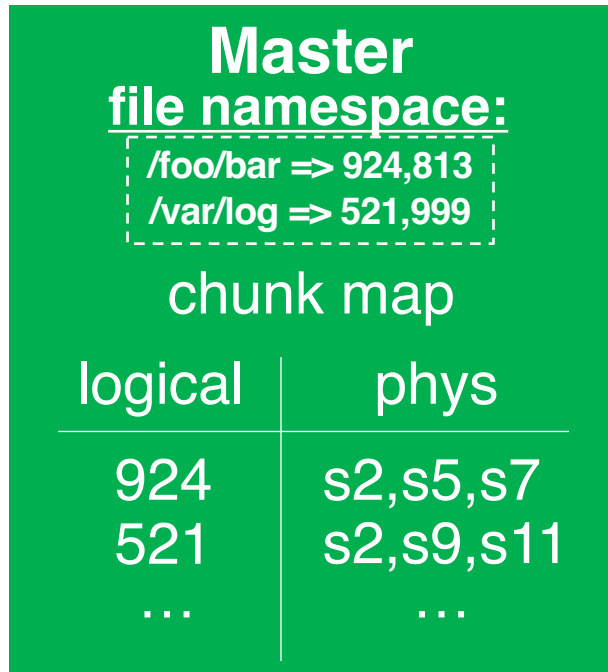 Master
file namespace:
/foo/bar => 924,813
/var/log => 521,999
chunk map
logical phys
924 s2,s5,s7
521 s2,s9,s11
… …